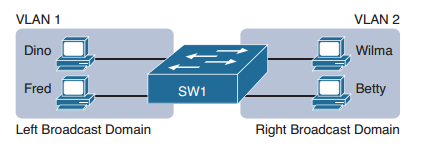 VLAN 1
VLAN 2
Dino
Wilma
Fred
SW1
Betty
Left Broadcast Domain
Right Broadcast Domain